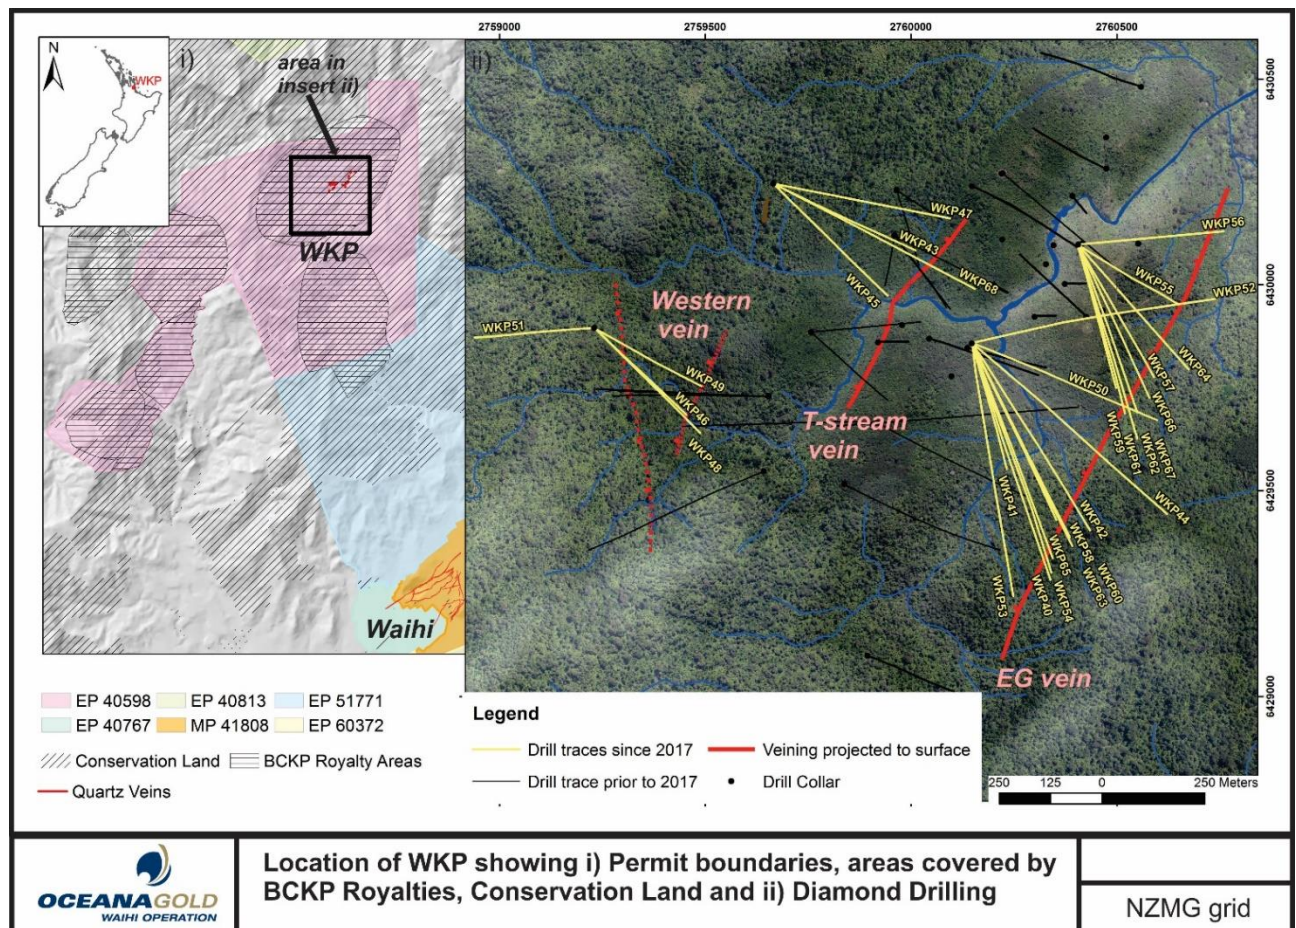 2759000
2759500
2760000
2760500
N
WKP
i)
area in
insert ii)
WKP
Waihi
ii)
6430500
6430000
6429500
6429000
WKP47
WKP43
WKP68
WKP45
WKP56
WKP55
WKP52
WKP51
Western
vein
WKP49
WKP46
WKP48
T-stream
vein
WKP57
WKP64
WKP50
WKP66
WKP67
WKP62
WKP61
WKP59
WKP44
WKP41
WKP42
WKP58
WKP60
WKP63
WKP65
WKP54
WKP40
WKP53
EG vein
EP 40598
EP 40813
EP 51771
EP 40767
MP 41808
EP 60372
Conservation Land
BCKP Royalty Areas
Quartz Veins
Legend
Drill traces since 2017
Veining projected to surface
Drill trace prior to 2017
Drill Collar
250 125 0 250 Meters
OCEANAGOLD
WAIHI OPERATION
Location of WKP showing i) Permit boundaries, areas covered by
BCKP Royalties, Conservation Land and ii) Diamond Drilling
NZMG grid